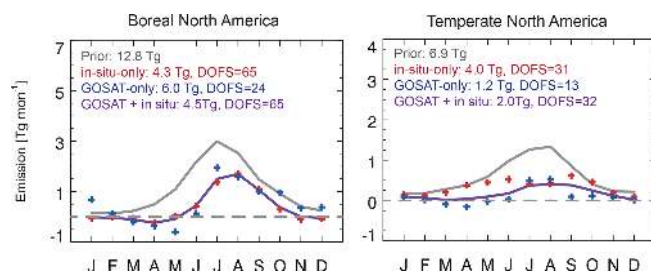 Boreal North America
Temperate North America
Emission [Tg mon⁻¹]
7
5
3
1
-1
Prior: 12.8 Tg
in-situ-only: 4.3 Tg, DOFS=65
GOSAT-only: 6.0 Tg, DOFS=24
GOSAT + in situ: 4.5Tg, DOFS=65
J F M A M J J A S O N D
4
3
2
1
0
-1
Prior: 6.9 Tg
in-situ-only: 4.0 Tg, DOFS=31
GOSAT-only: 1.2 Tg, DOFS=13
GOSAT + in situ: 2.0Tg, DOFS=32
J F M A M J J A S O N D